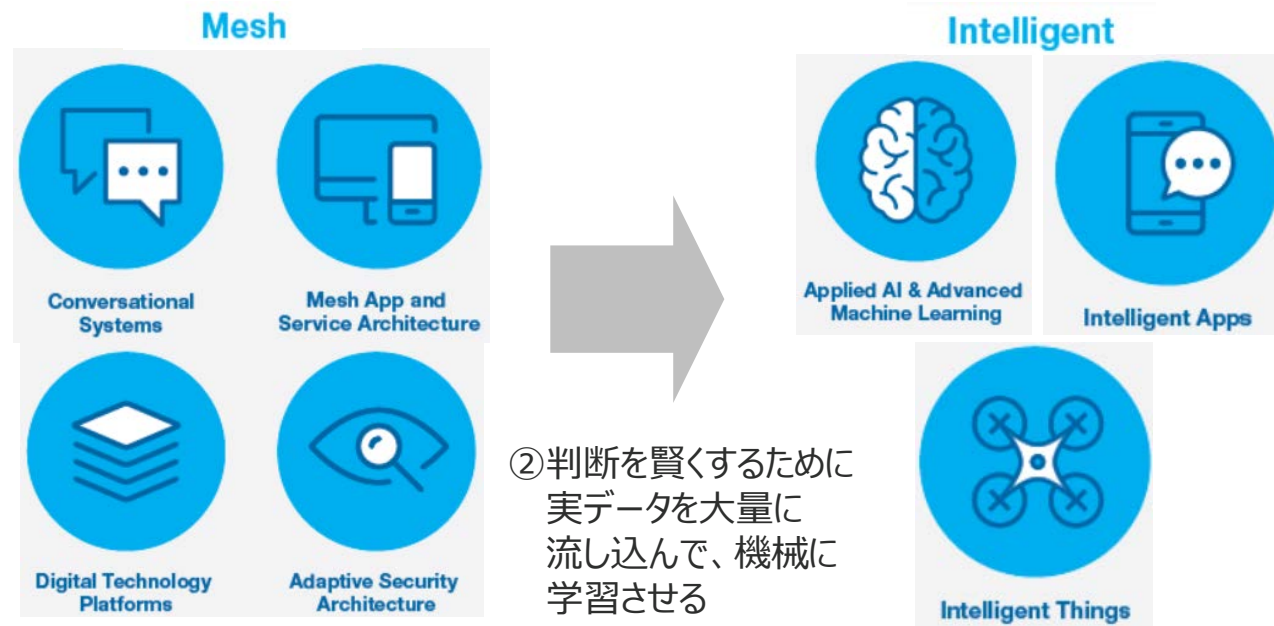 Mesh
Conversational
Systems
Mesh App and
Service Architecture
Digital Technology
Platforms
Adaptive Security
Architecture
②判断を賢くするために
実データを大量に
流し込んで、機械に
学習させる
Intelligent
Applied AI & Advanced
Machine Learning
Intelligent Apps
Intelligent Things